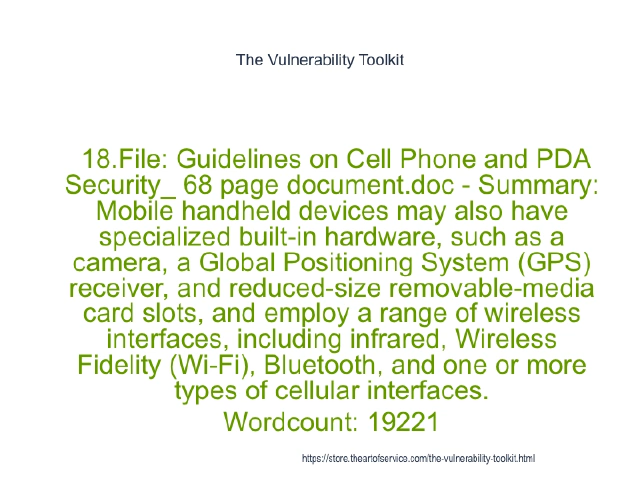 The Vulnerability Toolkit
18.File: Guidelines on Cell Phone and PDA
Security_ 68 page document.doc - Summary:
Mobile handheld devices may also have
specialized built-in hardware, such as a
camera, a Global Positioning System (GPS)
receiver, and reduced-size removable-media
card slots, and employ a range of wireless
interfaces, including infrared, Wireless
Fidelity (Wi-Fi), Bluetooth, and one or more
types of cellular interfaces.
Wordcount: 19221
https://store.theartofservice.com/the-vulnerability-toolkit.html